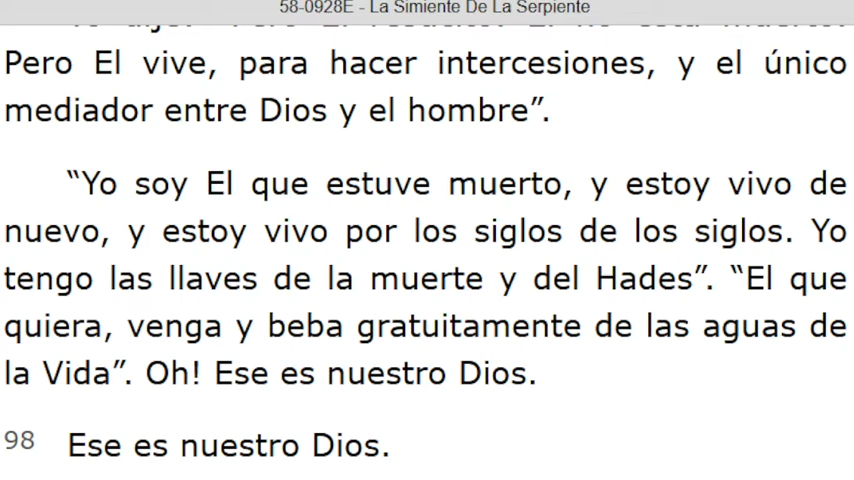 58-0928E - La Simiente De La Serpiente
Pero El vive, para hacer intercesiones, y el único
mediador entre Dios y el hombre”.
“Yo soy El que estuve muerto, y estoy vivo de
nuevo, y estoy vivo por los siglos de los siglos. Yo
tengo las llaves de la muerte y del Hades”. “El que
quiera, venga y beba gratuitamente de las aguas de
la Vida”. Oh! Ese es nuestro Dios.
98 Ese es nuestro Dios.